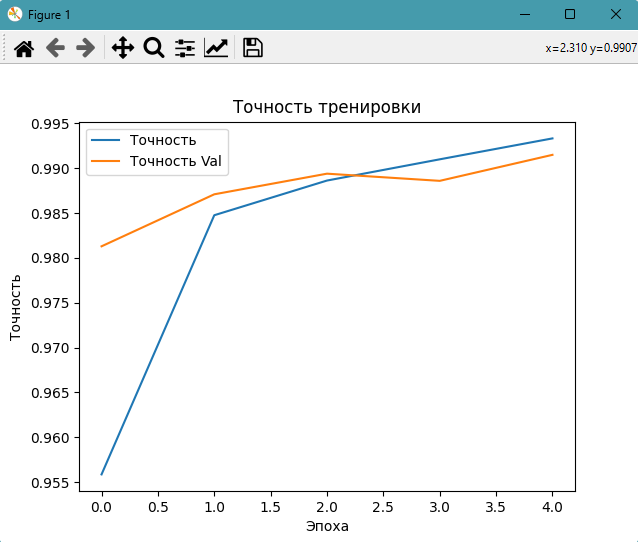 Figure 1
x=2.310 y=0.9907
Точность тренировки
Точность
Точность Val
0.995
0.990
0.985
0.980
0.975
0.970
0.965
0.960
0.955
Точность
0.0 0.5 1.0 1.5 2.0 2.5 3.0 3.5 4.0
Эпоха